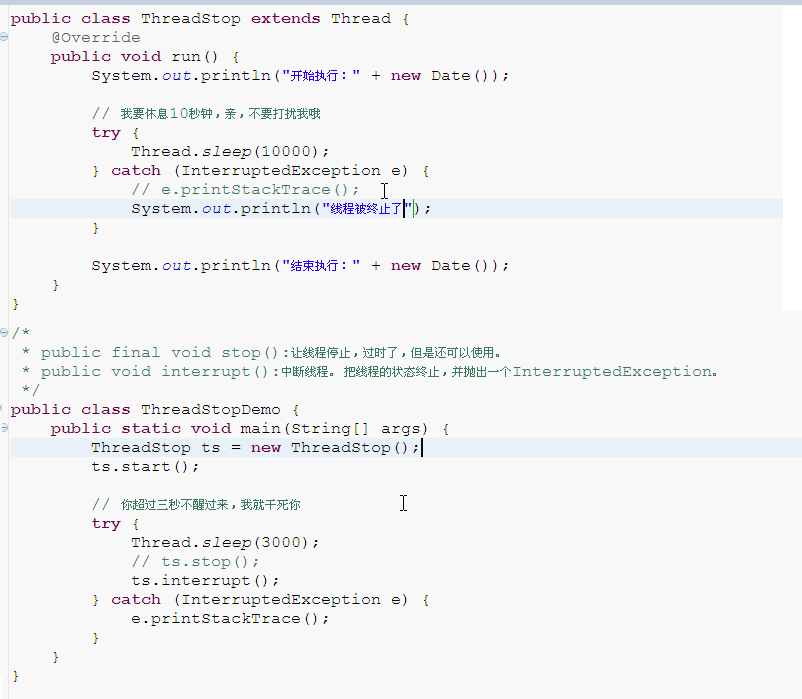 public class ThreadStop extends Thread {
@Override
public void run() {
System.out.println("开始执行：" + new Date());
// 我要休息10秒钟，亲，不要打扰我哦
try {
Thread.sleep(10000);
} catch (InterruptedException e) {
// e.printStackTrace();
System.out.println("线程被终止了");
}
System.out.println("结束执行：" + new Date());
}
}
/*
* public final void stop():让线程停止，过时了，但是还可以使用。
* public void interrupt():中断线程。 把线程的状态终止，并抛出一个InterruptedException。
*/
public class ThreadStopDemo {
public static void main(String[] args) {
ThreadStop ts = new ThreadStop();
ts.start();
// 你超过三秒不醒过来，我就干死你
try {
Thread.sleep(3000);
// ts.stop();
ts.interrupt();
} catch (InterruptedException e) {
e.printStackTrace();
}
}
}